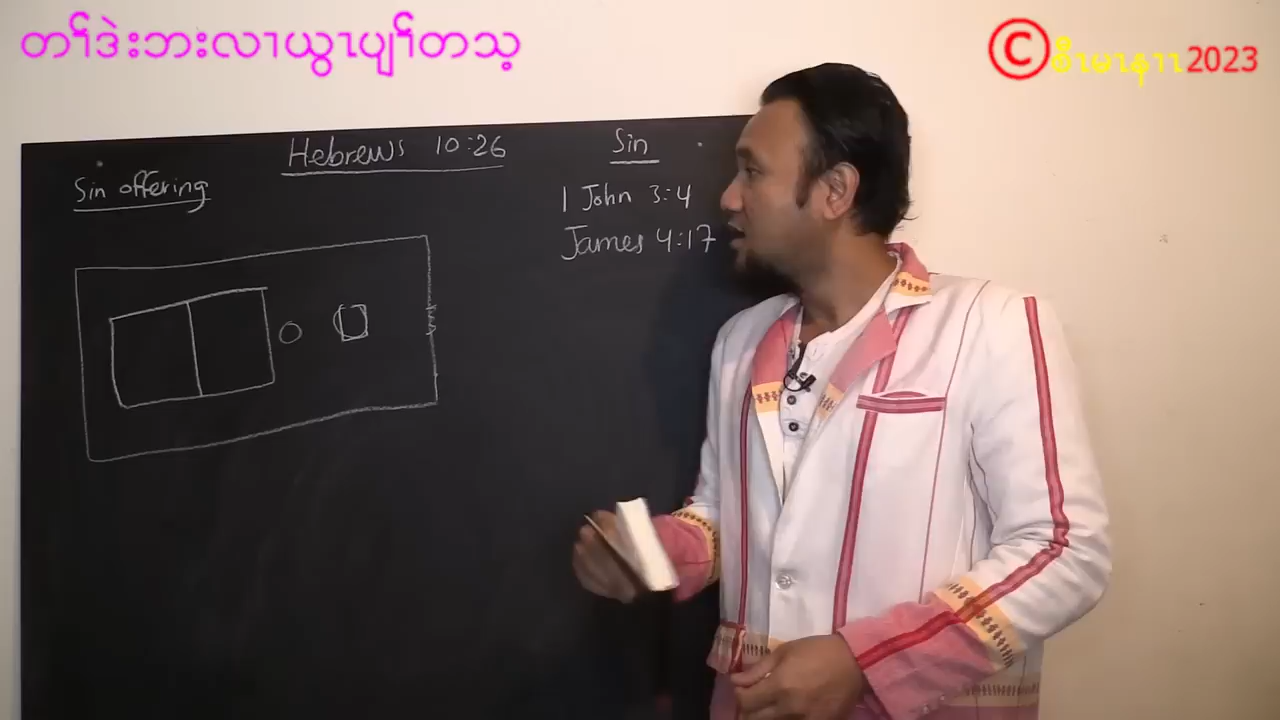 တၢ်ဒဲးဘးလၢယွၤပျၢ်တသ့
©စီၤမၤနၢၤ2023
Hebrews 10:26
Sin
Sin offering
1 John 3:4
James 4:17